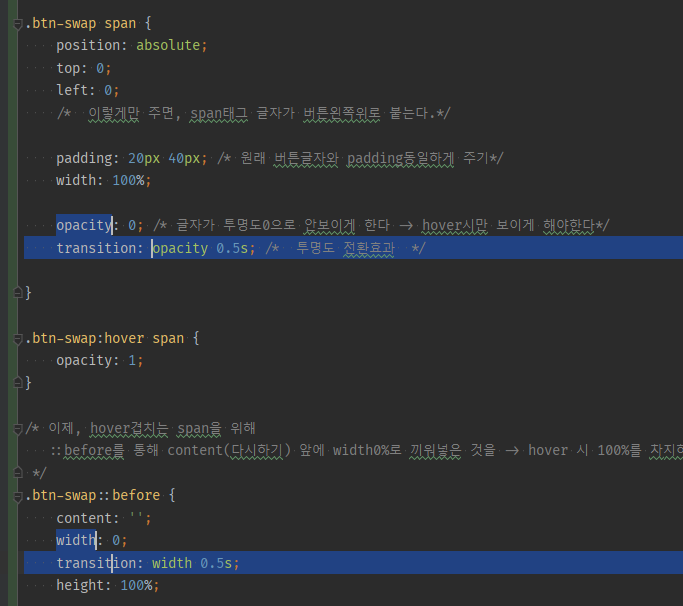 .btn-swap span {
position: absolute;
top: 0;
left: 0;
/* 이렇게만 주면, span태그 글자가 버튼왼쪽위로 붙는다.*/
padding: 20px 40px; /* 원래 버튼글자와 padding동일하게 주기*/
width: 100%;
opacity: 0; /* 글자가 투명도0으로 안보이게 한다 -> hover시만 보이게 해야한다*/
transition: opacity 0.5s; /* 투명도 전환효과 */
}
.btn-swap:hover span {
opacity: 1;
}
/* 이제, hover겹치는 span을 위해
::before를 통해 content(다시하기) 앞에 width0%로 끼워넣은 것을 -> hover 시 100%를 차지하
*/
.btn-swap::before {
content: '';
width: 0;
transition: width 0.5s;
height: 100%;